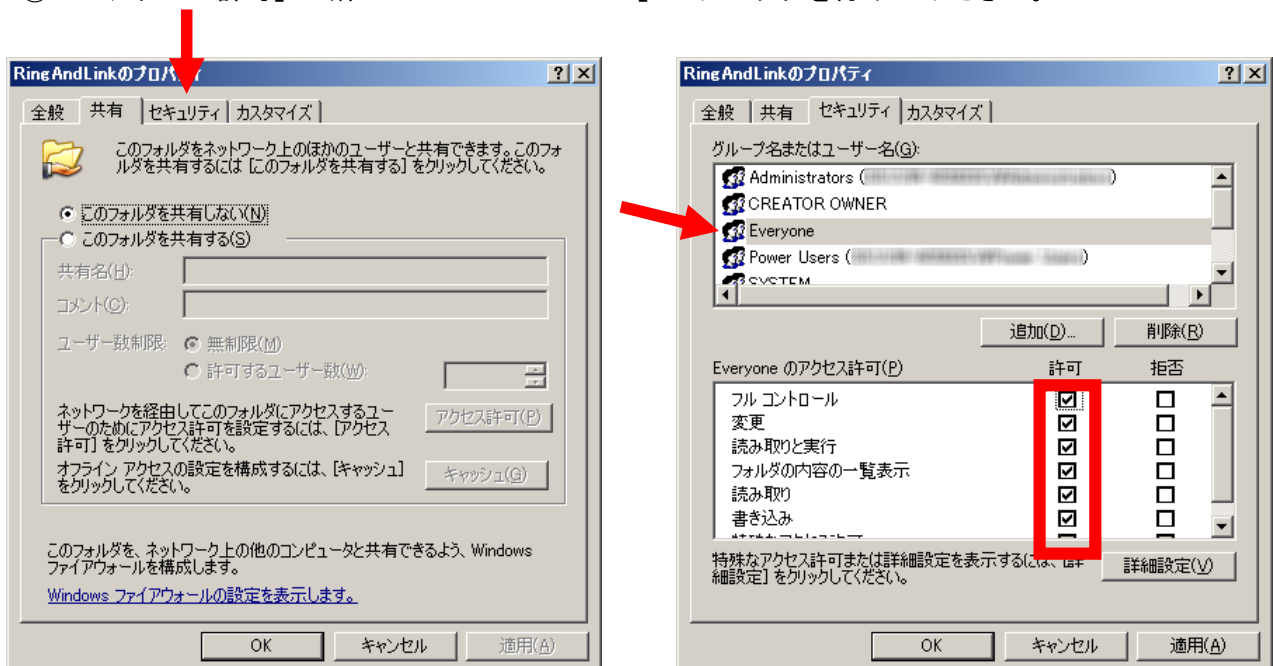 RingAndLinkのプロパティ
全般 共有 セキュリティ カスタマイズ
このフォルダをネットワーク上のほかのユーザーと共有できます。このフォ
ルダを共有するには [このフォルダを共有する] をクリックしてください。
このフォルダを共有しない(N)
このフォルダを共有する(S)
共有名(H):
コメント(C):
ユーザー数制限: 無制限(M)
許可するユーザー数(W):
ネットワークを経由してこのフォルダにアクセスするユー
ザーのためにアクセス許可を設定するには、[アクセス
許可] をクリックしてください。
アクセス許可(P)
オフライン アクセスの設定を構成するには、[キャッシュ]
をクリックしてください。
キャッシュ(G)
このフォルダを、ネットワーク上の他のコンピュータと共有できるよう、Windows
ファイアウォールを構成します。
Windows ファイアウォールの設定を表示します。
OK キャンセル 適用(A)
RingAndLinkのプロパティ
全般 共有 セキュリティ カスタマイズ
グループ名またはユーザー名(G):
Administrators ( )
CREATOR OWNER
Everyone
Power Users ( )
SYSTEM
追加(D)... 削除(R)
Everyone のアクセス許可(P) 許可 拒否
フル コントロール
変更
読み取りと実行
フォルダの内容の一覧表示
読み取り
書き込み
特殊なアクセス許可または詳細設定を表示するには、[詳
細設定] をクリックしてください。
詳細設定(V)
OK キャンセル 適用(A)